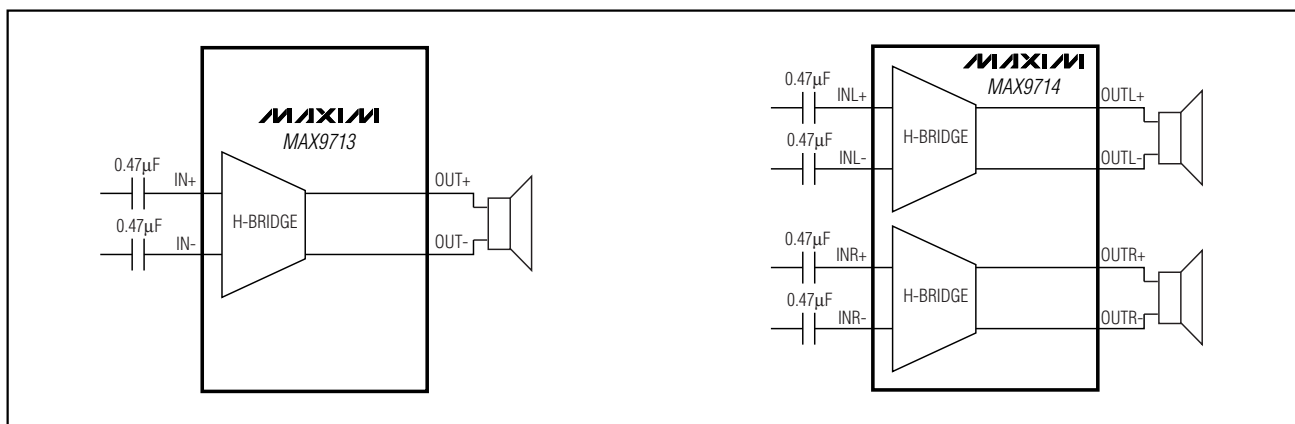 MAXIM
MAX9713
0.47µF
IN+
OUT+
H-BRIDGE
0.47µF
IN-
OUT-
MAXIM
MAX9714
0.47µF
INL+
OUTL+
H-BRIDGE
0.47µF
INL-
OUTL-
0.47µF
INR+
OUTR+
H-BRIDGE
0.47µF
INR-
OUTR-